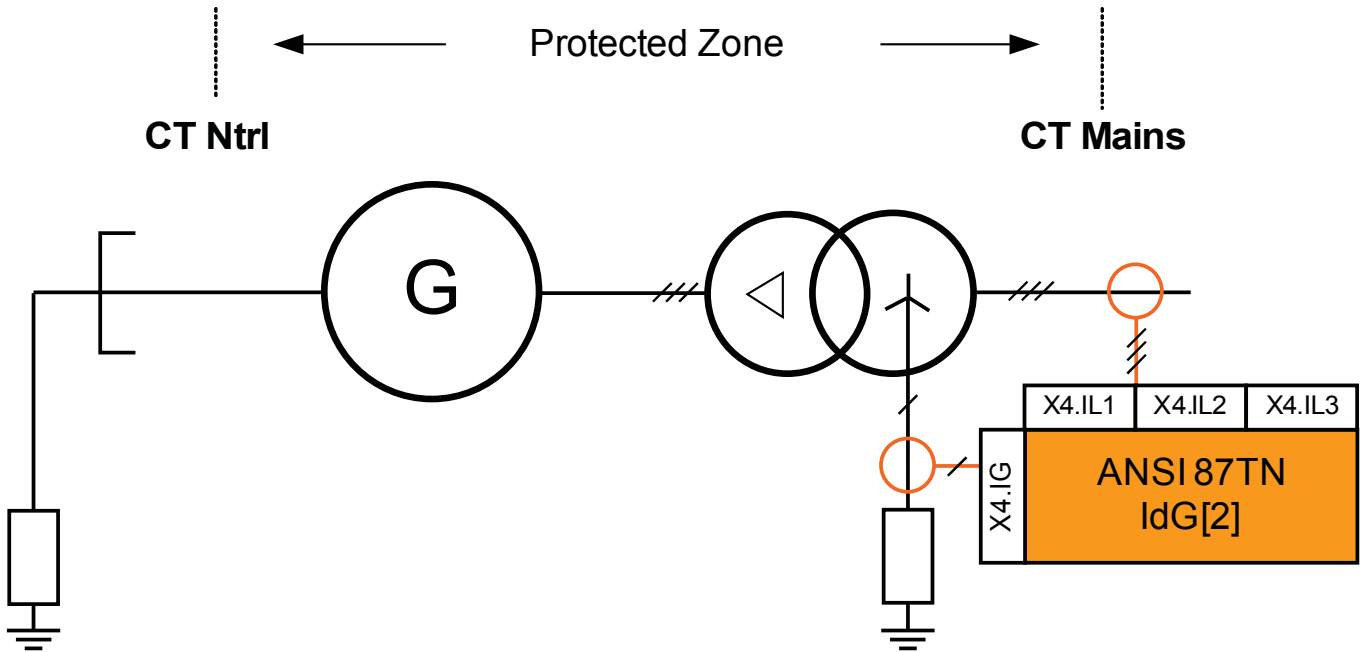 Protected Zone
CT Ntrl
CT Mains
G
X4.IL1
X4.IL2
X4.IL3
X4.IG
ANSI 87TN
IdG[2]